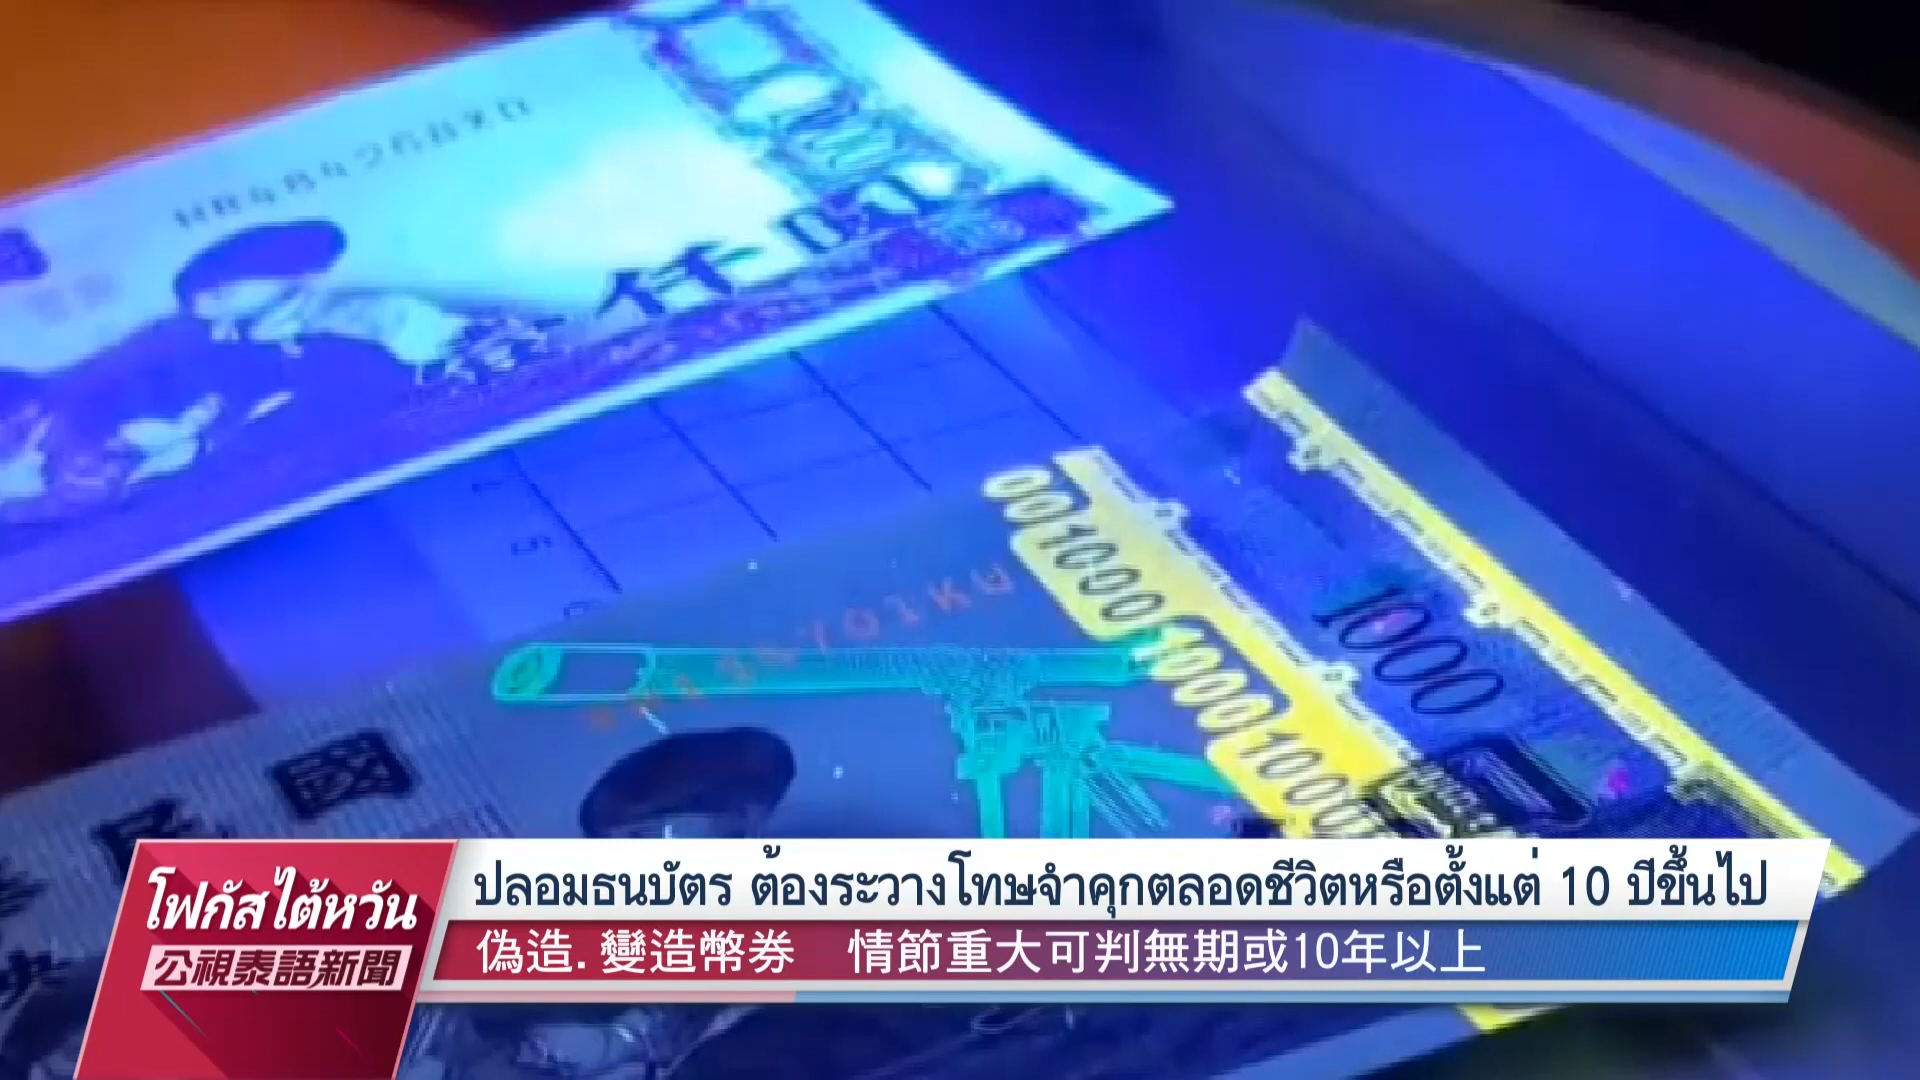 仟
1000
民國
โฟกัสไต้หวัน
公視泰語新聞
ปลอมธนบัตร ต้องระวางโทษจำคุกตลอดชีวิตหรือตั้งแต่ 10 ปีขึ้นไป
偽造.變造幣券 情節重大可判無期或10年以上